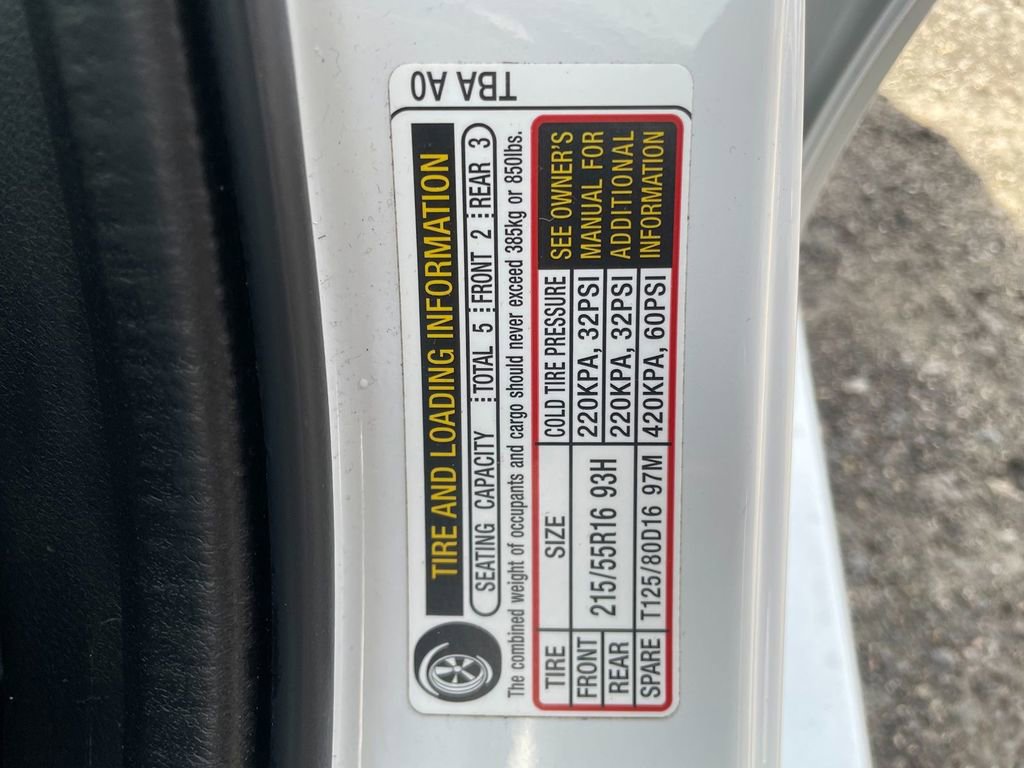 TBA A0
TIRE AND LOADING INFORMATION
SEATING CAPACITY TOTAL 5 FRONT 2 REAR 3
The combined weight of occupants and cargo should never exceed 385kg or 850lbs.
TIRE SIZE COLD TIRE PRESSURE SEE OWNER'S
FRONT 215/55R16 93H 220KPA, 32PSI MANUAL FOR
REAR 220KPA, 32PSI ADDITIONAL
SPARE T125/80D16 97M 420KPA, 60PSI INFORMATION